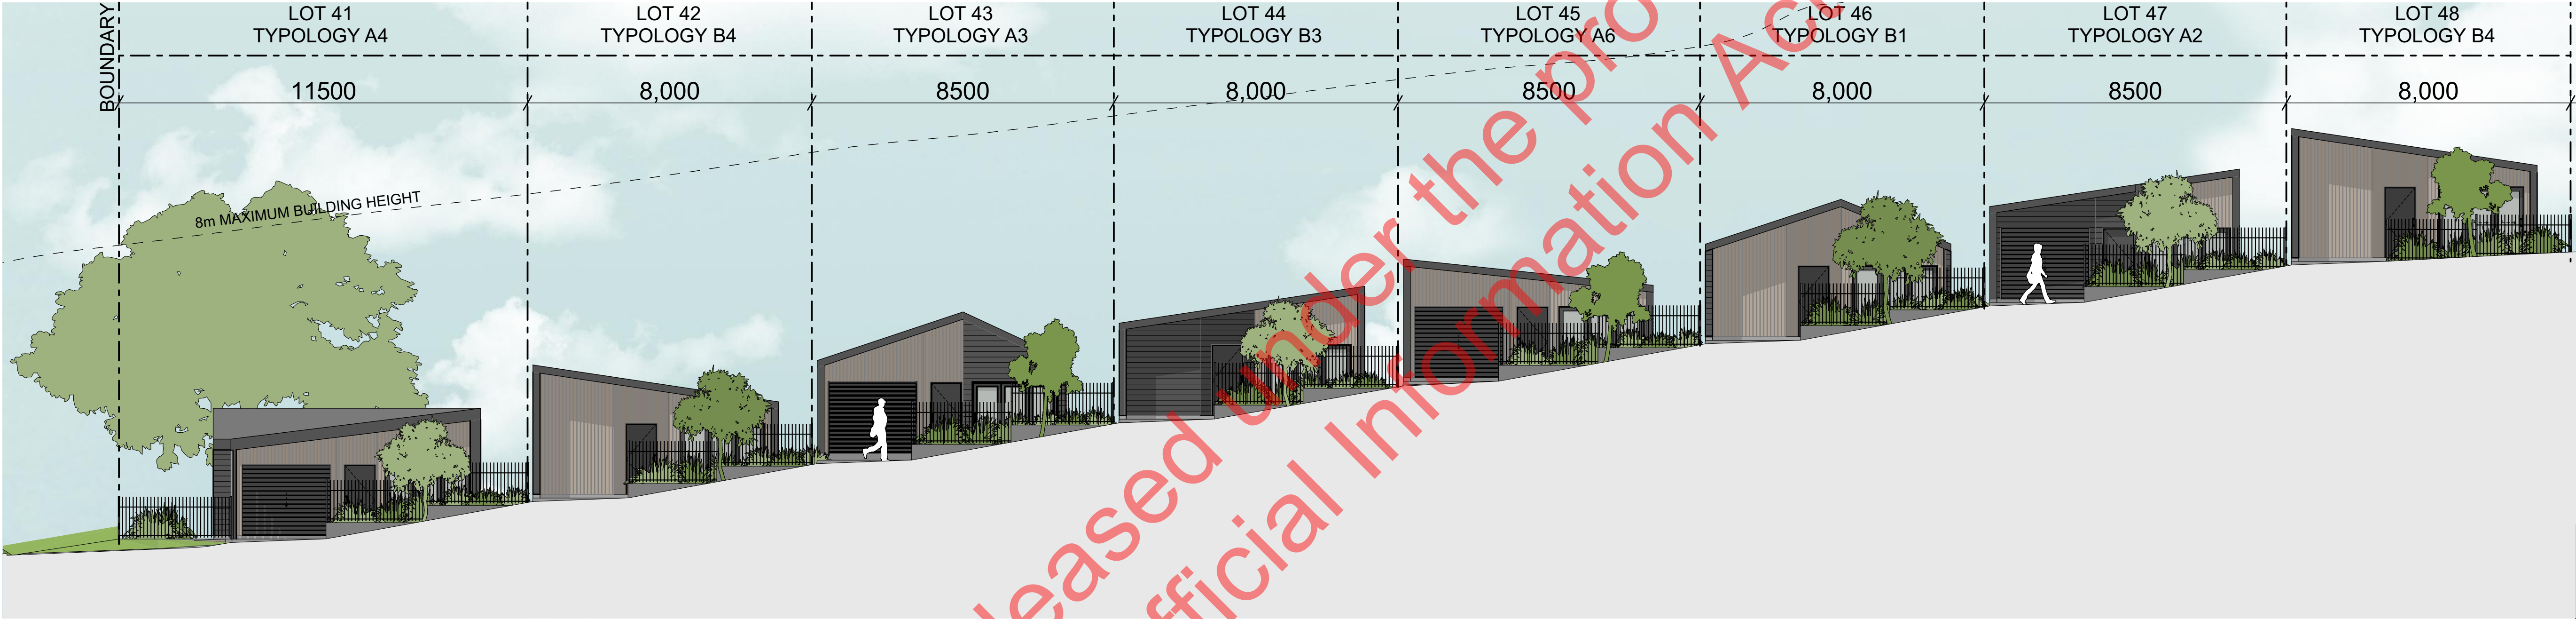 BOUNDARY
LOT 41
TYPOLOGY A4
LOT 42
TYPOLOGY B4
LOT 43
TYPOLOGY A3
LOT 44
TYPOLOGY B3
LOT 45
TYPOLOGY A6
LOT 46
TYPOLOGY B1
LOT 47
TYPOLOGY A2
LOT 48
TYPOLOGY B4
11500
8,000
8500
8,000
8500
8,000
8500
8,000
8m MAXIMUM BUILDING HEIGHT
leased under the pro
fficial Information Ac